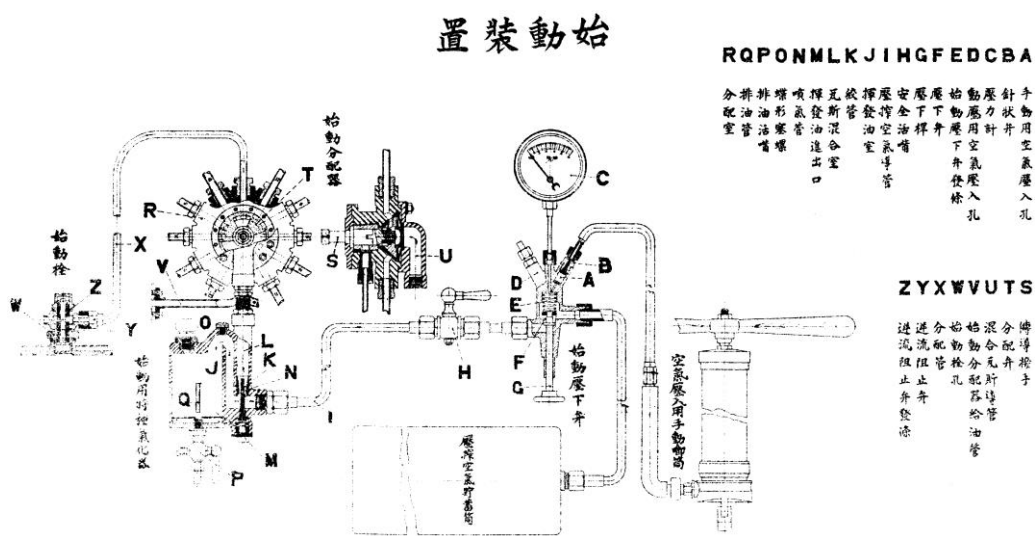 始動裝置
A 手動用空氣壓入孔
B 針狀弁
C 壓力計
D 動壓用空氣壓入孔
E 始動壓下弁發條
F 壓下弁
G 壓下桿
H 安全活嘴
I 壓搾空氣導管
J 揮發油室
K 絞管
L 瓦斯混合室
M 揮發油進出口
N 噴氣管
O 蝶形塞螺
P 排油活嘴
Q 排油管
R 分配室
S 接手
T 分配弁
U 混合瓦斯導管
V 始動分配器給油管
W 始動栓孔
X 分配管
Y 逆流阻止弁
Z 逆流阻止弁發條
始動分配器
始動栓
始動用特種氣化器
始動壓下弁
空氣壓入用手動喞筒
壓搾空氣貯蓄筒
R
T
X
V
S
U
C
B
A
D
E
W
Z
Y
O
L
K
J
N
H
F
G
Q
I
M
P